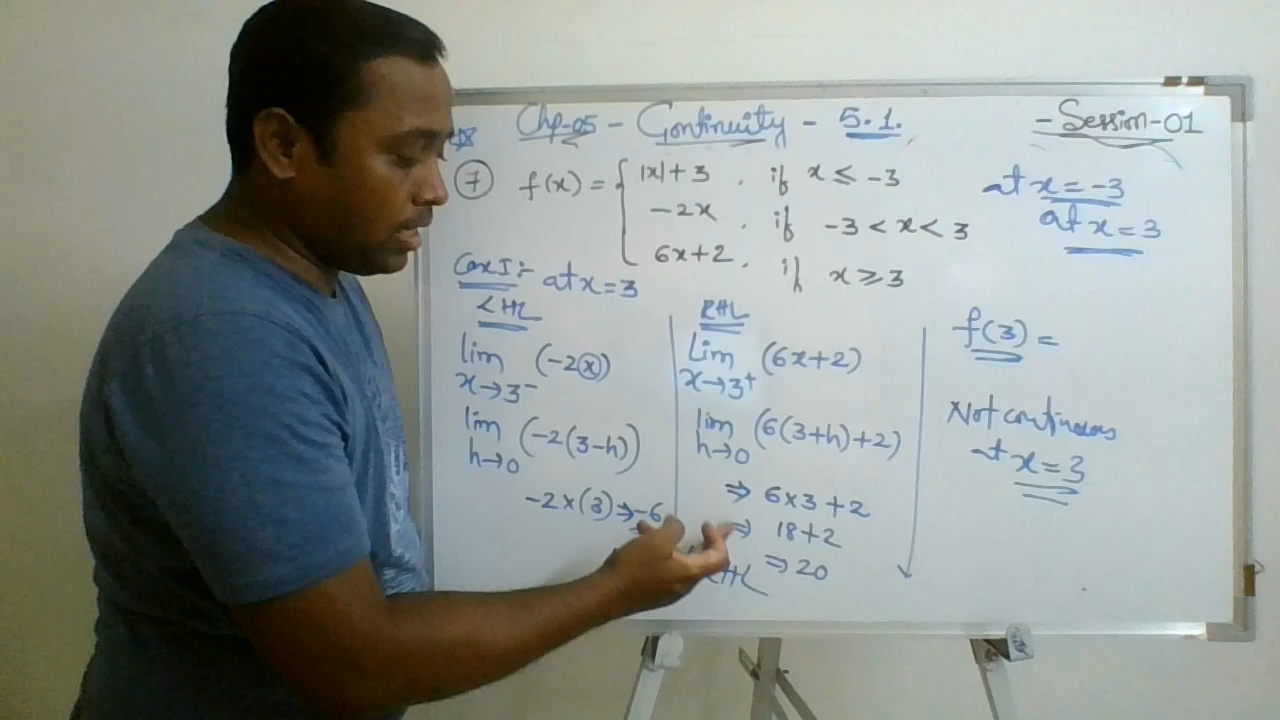 Chp-05 - Continuity - 5.1. - Session-01
7 f(x) = { |x|+3 . if x ≤ -3
-2x . if -3 < x < 3
6x+2 . if x ≥ 3
at x = -3
at x = 3
Case I:- at x = 3
LHL
lim x→3⁻ (-2x)
lim h→0 (-2(3-h))
-2×(3) ⇒ -6
RHL
Lim x→3⁺ (6x+2)
lim h→0 (6(3+h)+2)
⇒ 6×3+2
⇒ 18+2
⇒ 20
f(3) =
Not continuous
at x = 3